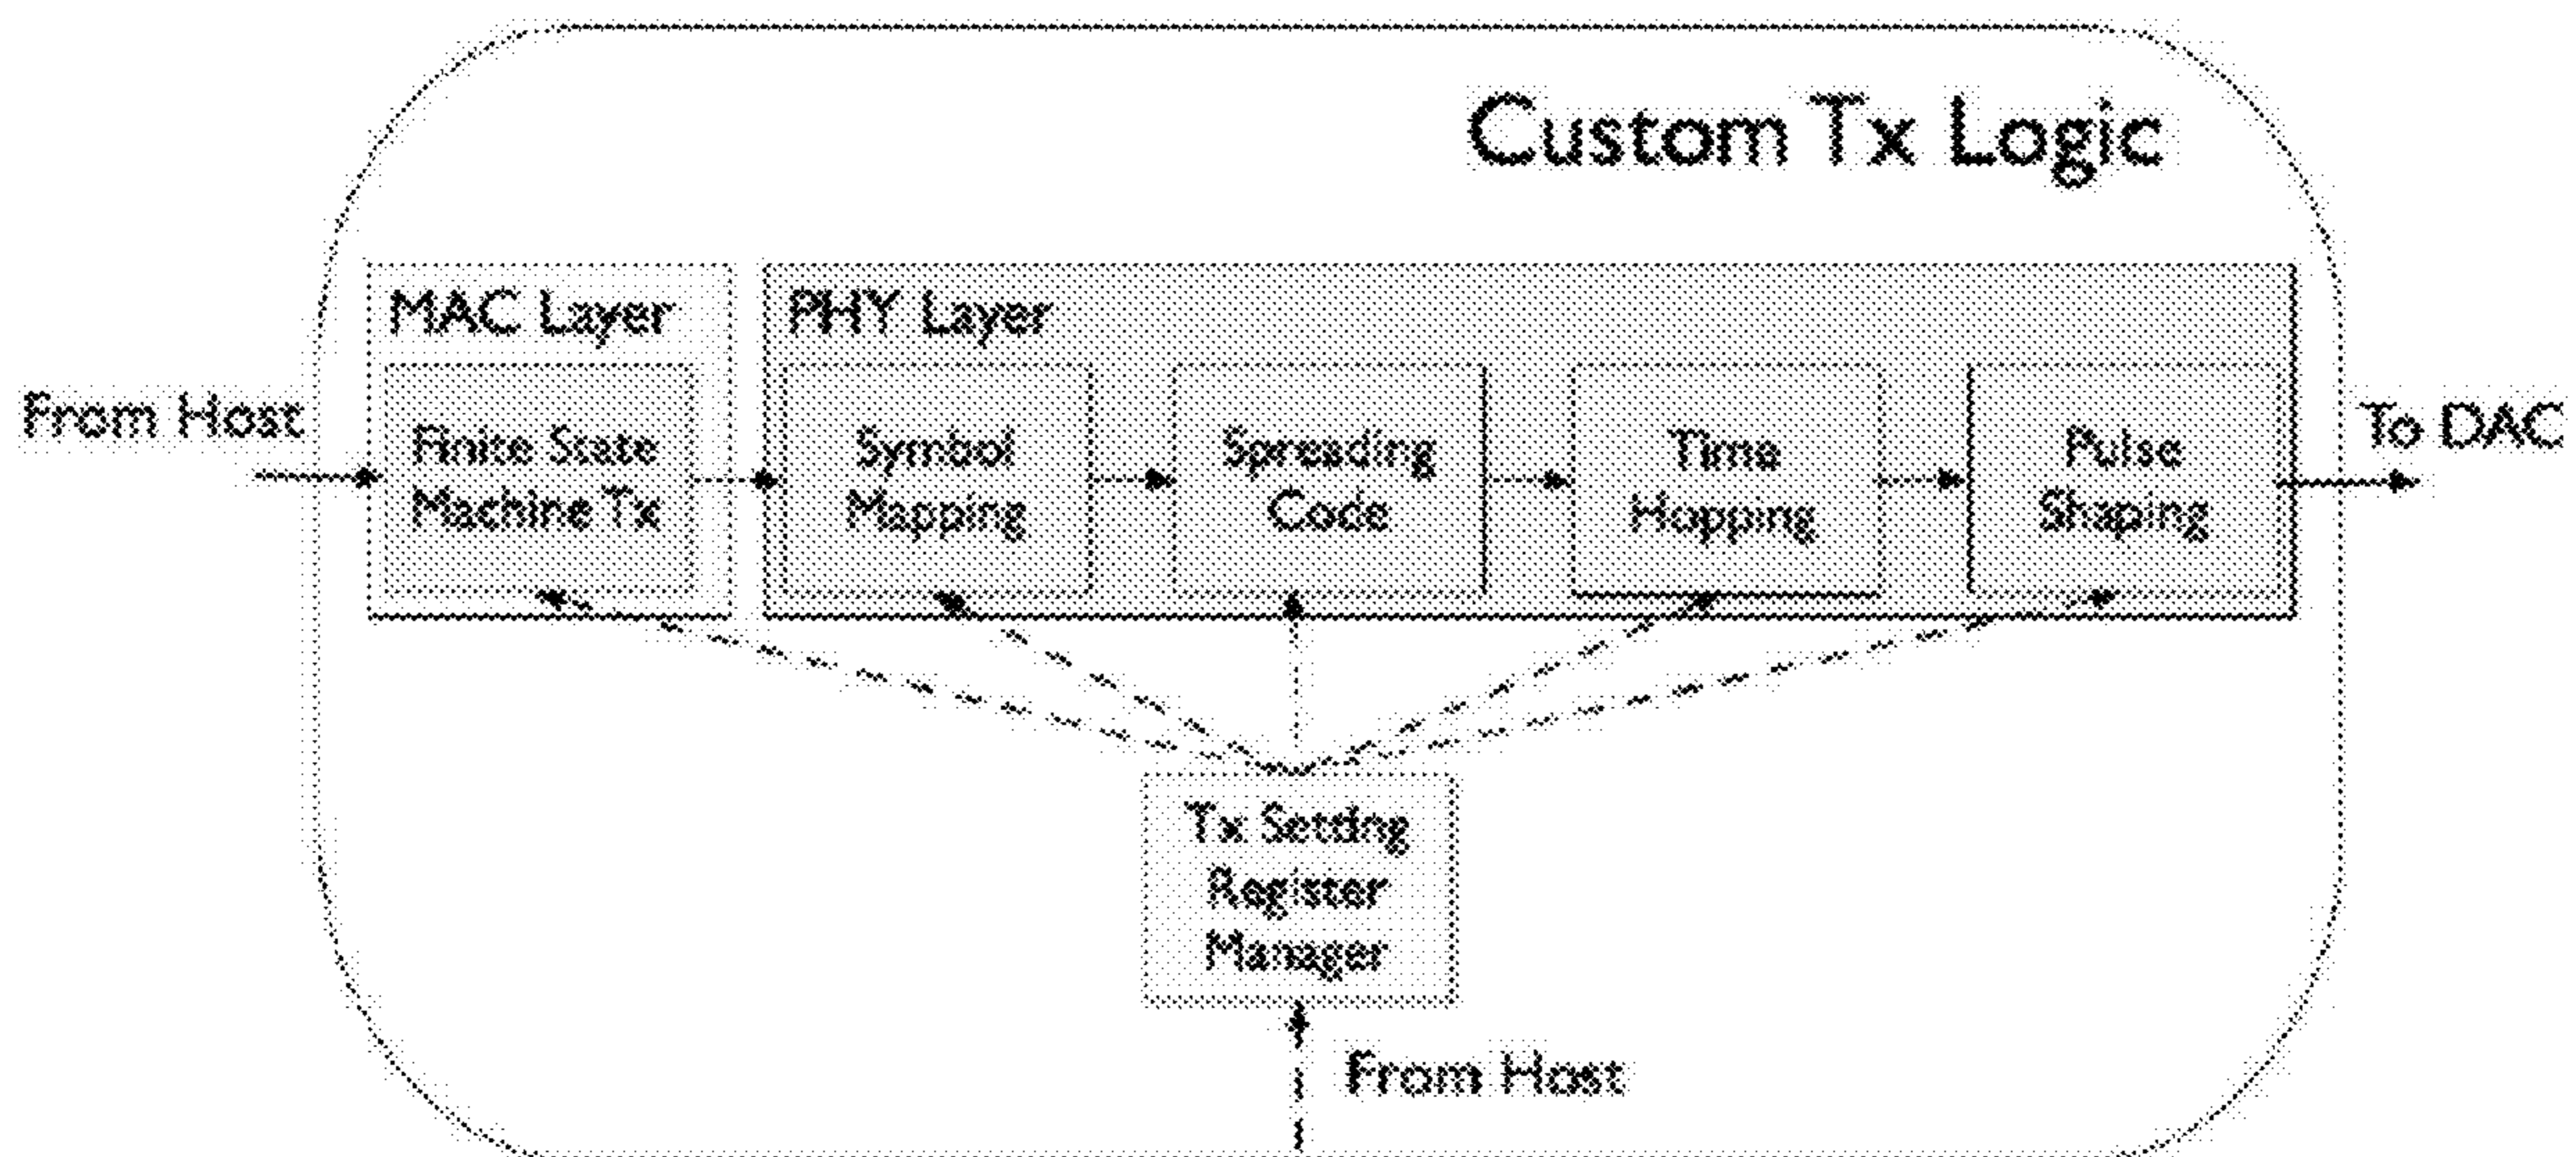 Custom Tx Logic
MAC Layer
PHY Layer
From Host
Finite State
Machine Tx
Symbol
Mapping
Spreading
Code
Time
Hopping
Pulse
Shaping
To DAC
Tx Setting
Register
Manager
From Host